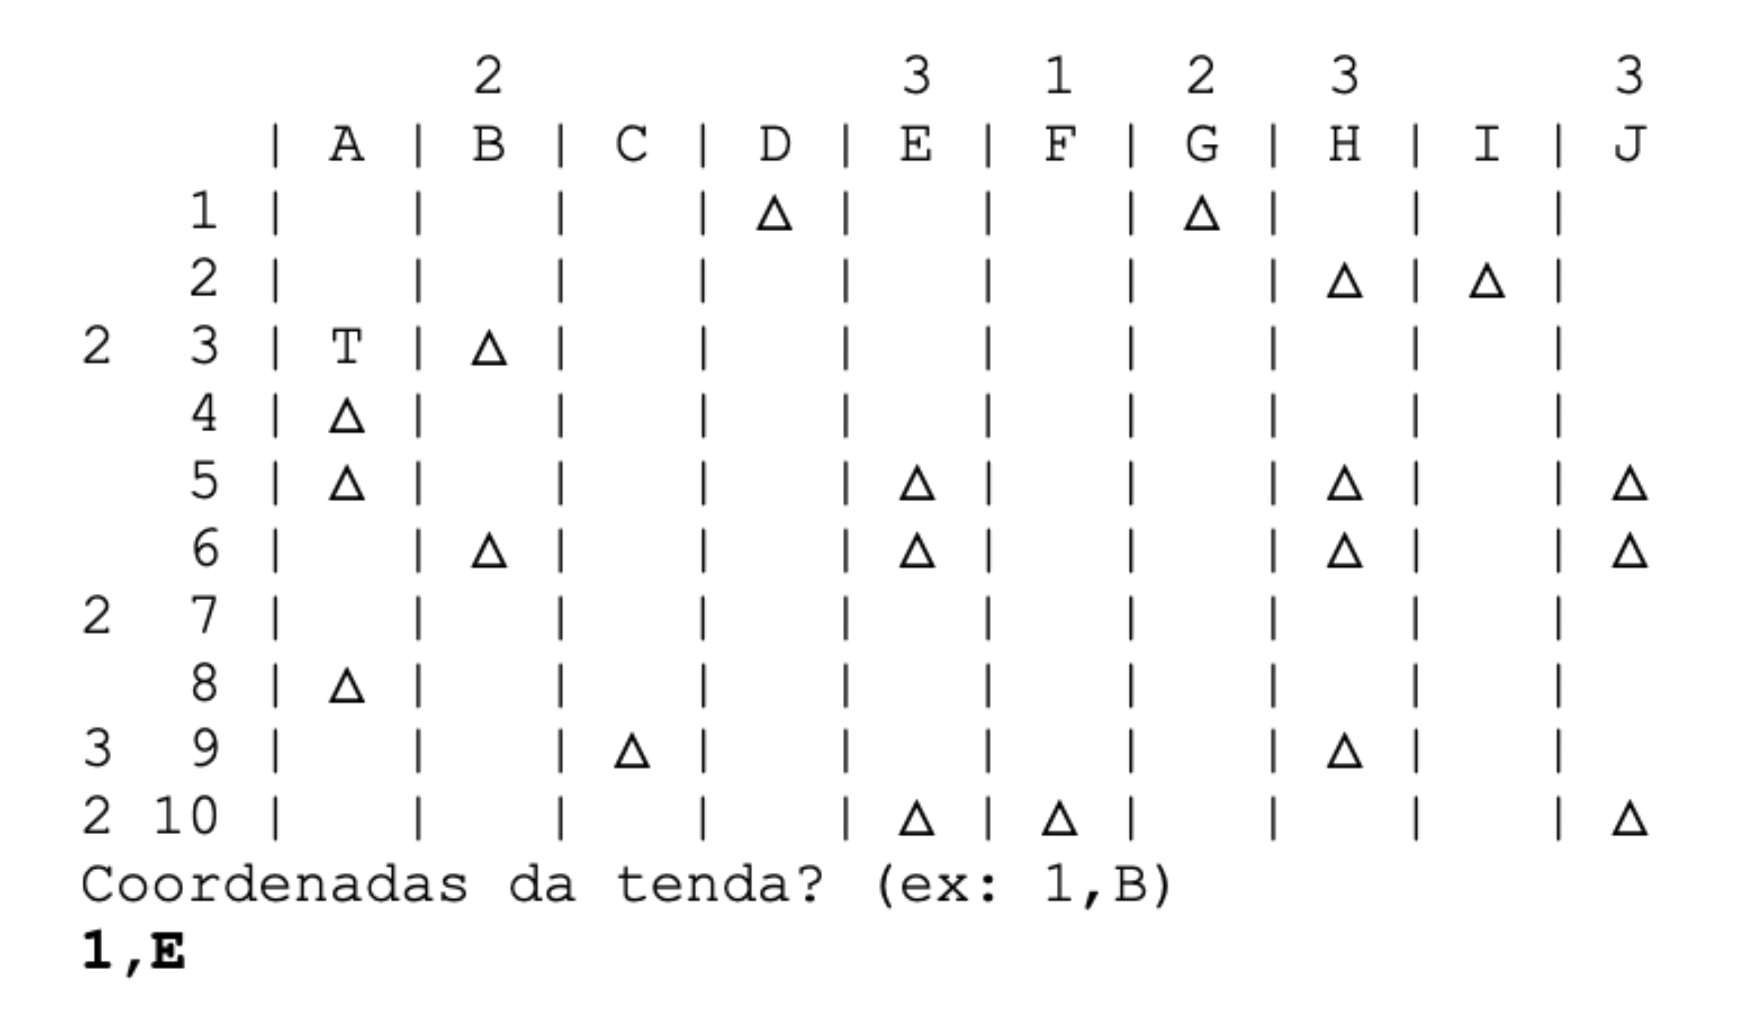 2 3 1 2 3 3
| A | B | C | D | E | F | G | H | I | J
1 | | | | △ | | | △ | | |
2 | | | | | | | | △ | △ |
2 3 | T | △ | | | | | | | |
4 | △ | | | | | | | | |
5 | △ | | | | △ | | | △ | | △
6 | | △ | | | △ | | | △ | | △
2 7 | | | | | | | | | |
8 | △ | | | | | | | | |
3 9 | | | △ | | | | | △ | |
2 10 | | | | | △ | △ | | | | △
Coordenadas da tenda? (ex: 1,B)
1,E